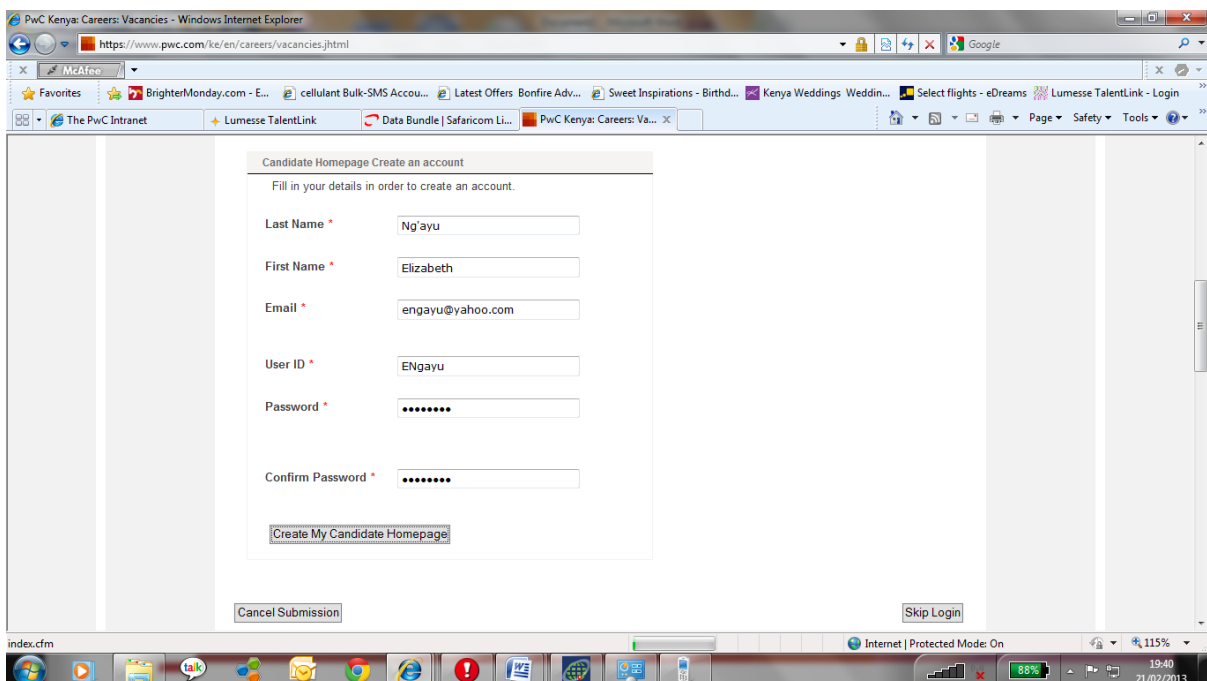 PwC Kenya: Careers: Vacancies - Windows Internet Explorer
https://www.pwc.com/ke/en/careers/vacancies.jhtml Google
x McAfee
Favorites BrighterMonday.com - E... cellulant Bulk-SMS Accou... Latest Offers Bonfire Adv... Sweet Inspirations - Birthd... Kenya Weddings Weddin... Select flights - eDreams Lumesse TalentLink - Login
The PwC Intranet Lumesse TalentLink Data Bundle | Safaricom Li... PwC Kenya: Careers: Va... Page Safety Tools
Candidate Homepage Create an account
Fill in your details in order to create an account.
Last Name * Ng'ayu
First Name * Elizabeth
Email * engayu@yahoo.com
User ID * ENgayu
Password * ••••••••
Confirm Password * ••••••••
Create My Candidate Homepage
Cancel Submission Skip Login
index.cfm Internet | Protected Mode: On 115%
talk 88% 19:40
21/02/2013